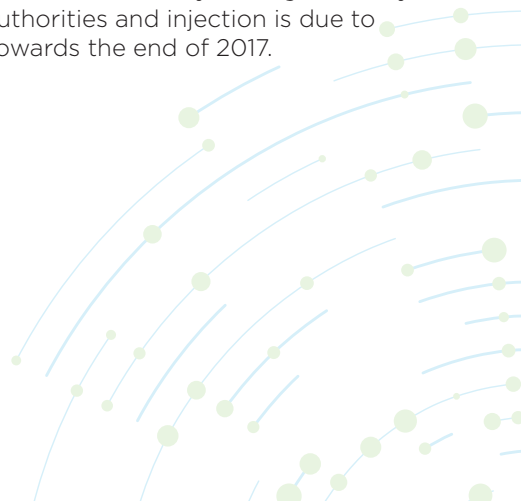 uthorities and injection is due to
owards the end of 2017.